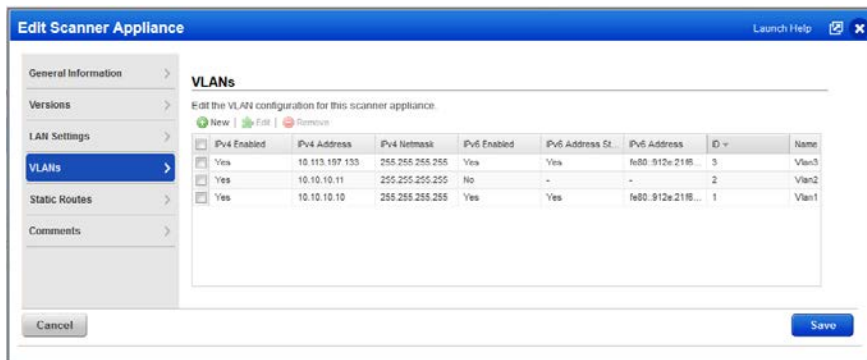 Edit Scanner Appliance
Launch Help
General Information
Versions
LAN Settings
VLANs
Static Routes
Comments
VLANs
Edit the VLAN configuration for this scanner appliance.
New | Edit | Remove
IPv4 Enabled IPv4 Address IPv4 Netmask IPv6 Enabled IPv6 Address St... IPv6 Address ID Name
Yes 10.113.197.133 255.255.255.255 Yes Yes fe80::912e:21f6... 3 Vlan3
Yes 10.10.10.11 255.255.255.255 No - - 2 Vlan2
Yes 10.10.10.10 255.255.255.255 Yes Yes fe80::912e:21f6... 1 Vlan1
Cancel
Save